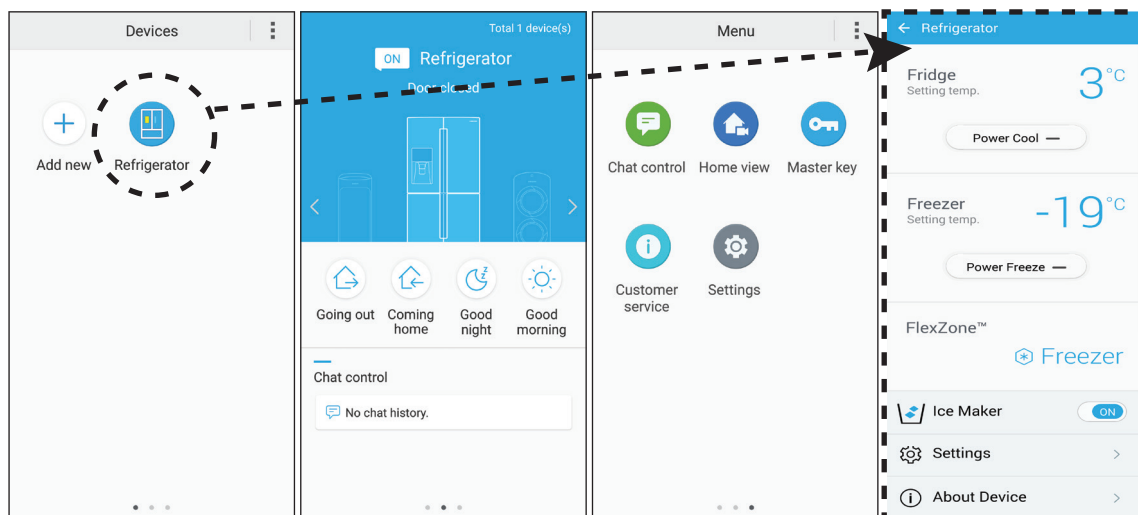 Devices
Add new
Refrigerator
Total 1 device(s)
ON Refrigerator
Door closed
Going out
Coming
home
Good
night
Good
morning
Chat control
No chat history.
Menu
Chat control
Home view
Master key
Customer
service
Settings
Refrigerator
Fridge
Setting temp.
3°C
Power Cool
Freezer
Setting temp.
-19°C
Power Freeze
FlexZone™
Freezer
Ice Maker
ON
Settings
About Device